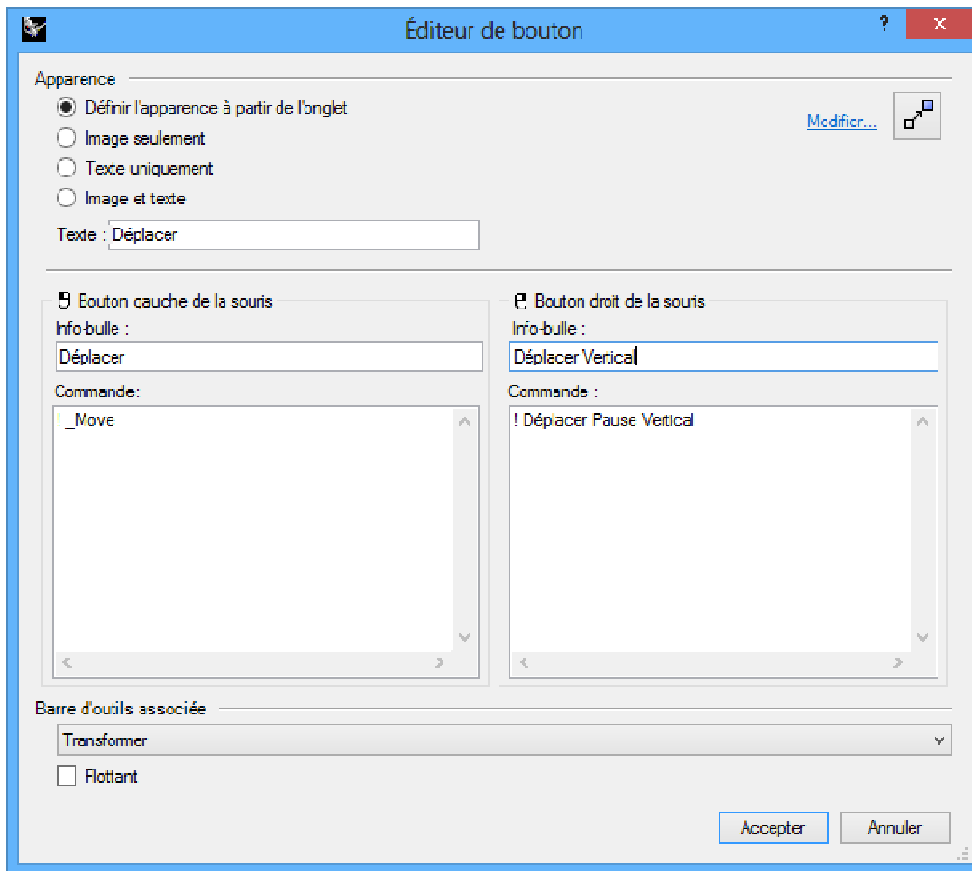 Éditeur de bouton
?
x
Apparence
Définir l'apparence à partir de l'onglet
Image seulement
Modifier...
Texte uniquement
Image et texte
Texte : Déplacer
Bouton gauche de la souris
Info-bulle :
Déplacer
Commande:
! _Move
Bouton droit de la souris
Info-bulle :
Déplacer Vertical
Commande :
! Déplacer Pause Vertical
Barre d'outils associée
Transformer
Flottant
Accepter
Annuler